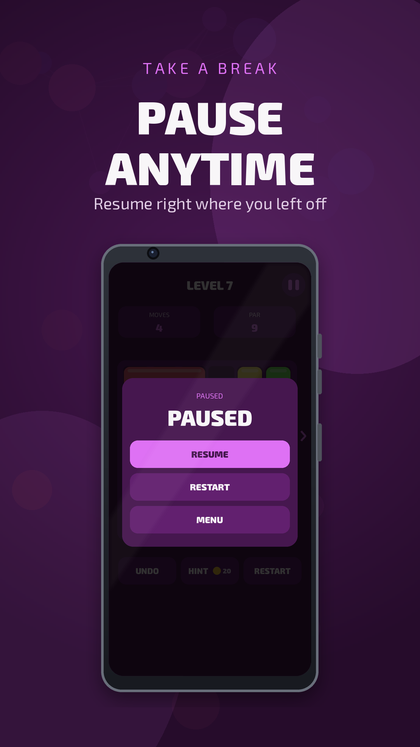 TAKE A BREAK
PAUSE
ANYTIME
Resume right where you left off
LEVEL 7
MOVES
PAR
4
9
PAUSED
PAUSED
RESUME
RESTART
MENU
UNDO
HINT 20
RESTART